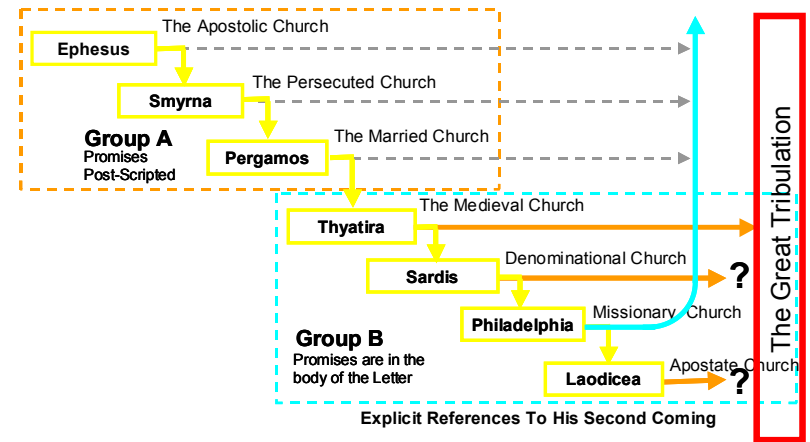 The Apostolic Church
Ephesus
The Persecuted Church
Smyrna
Group A
Promises
Post-Scripted
The Married Church
Pergamos
The Medieval Church
Thyatira
Denominational Church
Sardis
?
Missionary Church
Philadelphia
Group B
Promises are in the
body of the Letter
Apostate Church
Laodicea
?
Explicit References To His Second Coming
The Great Tribulation